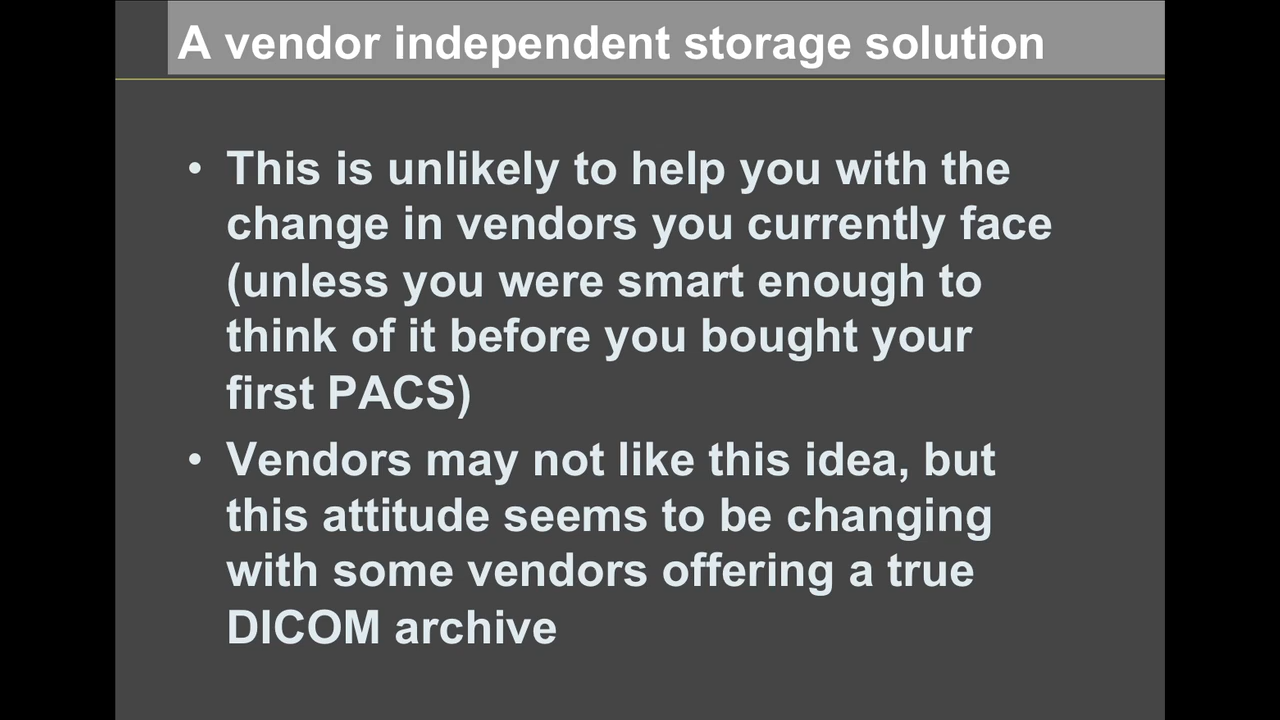 A vendor independent storage solution
• This is unlikely to help you with the
change in vendors you currently face
(unless you were smart enough to
think of it before you bought your
first PACS)
• Vendors may not like this idea, but
this attitude seems to be changing
with some vendors offering a true
DICOM archive